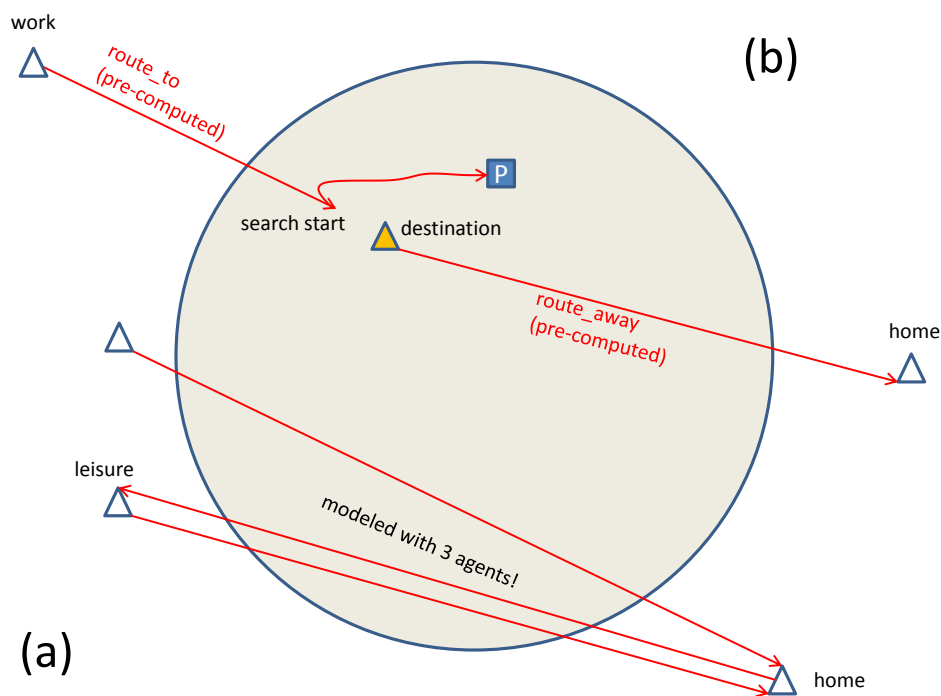 work
(b)
route_to
(pre-computed)
P
search start
destination
route_away
(pre-computed)
home
leisure
modeled with 3 agents!
(a)
home